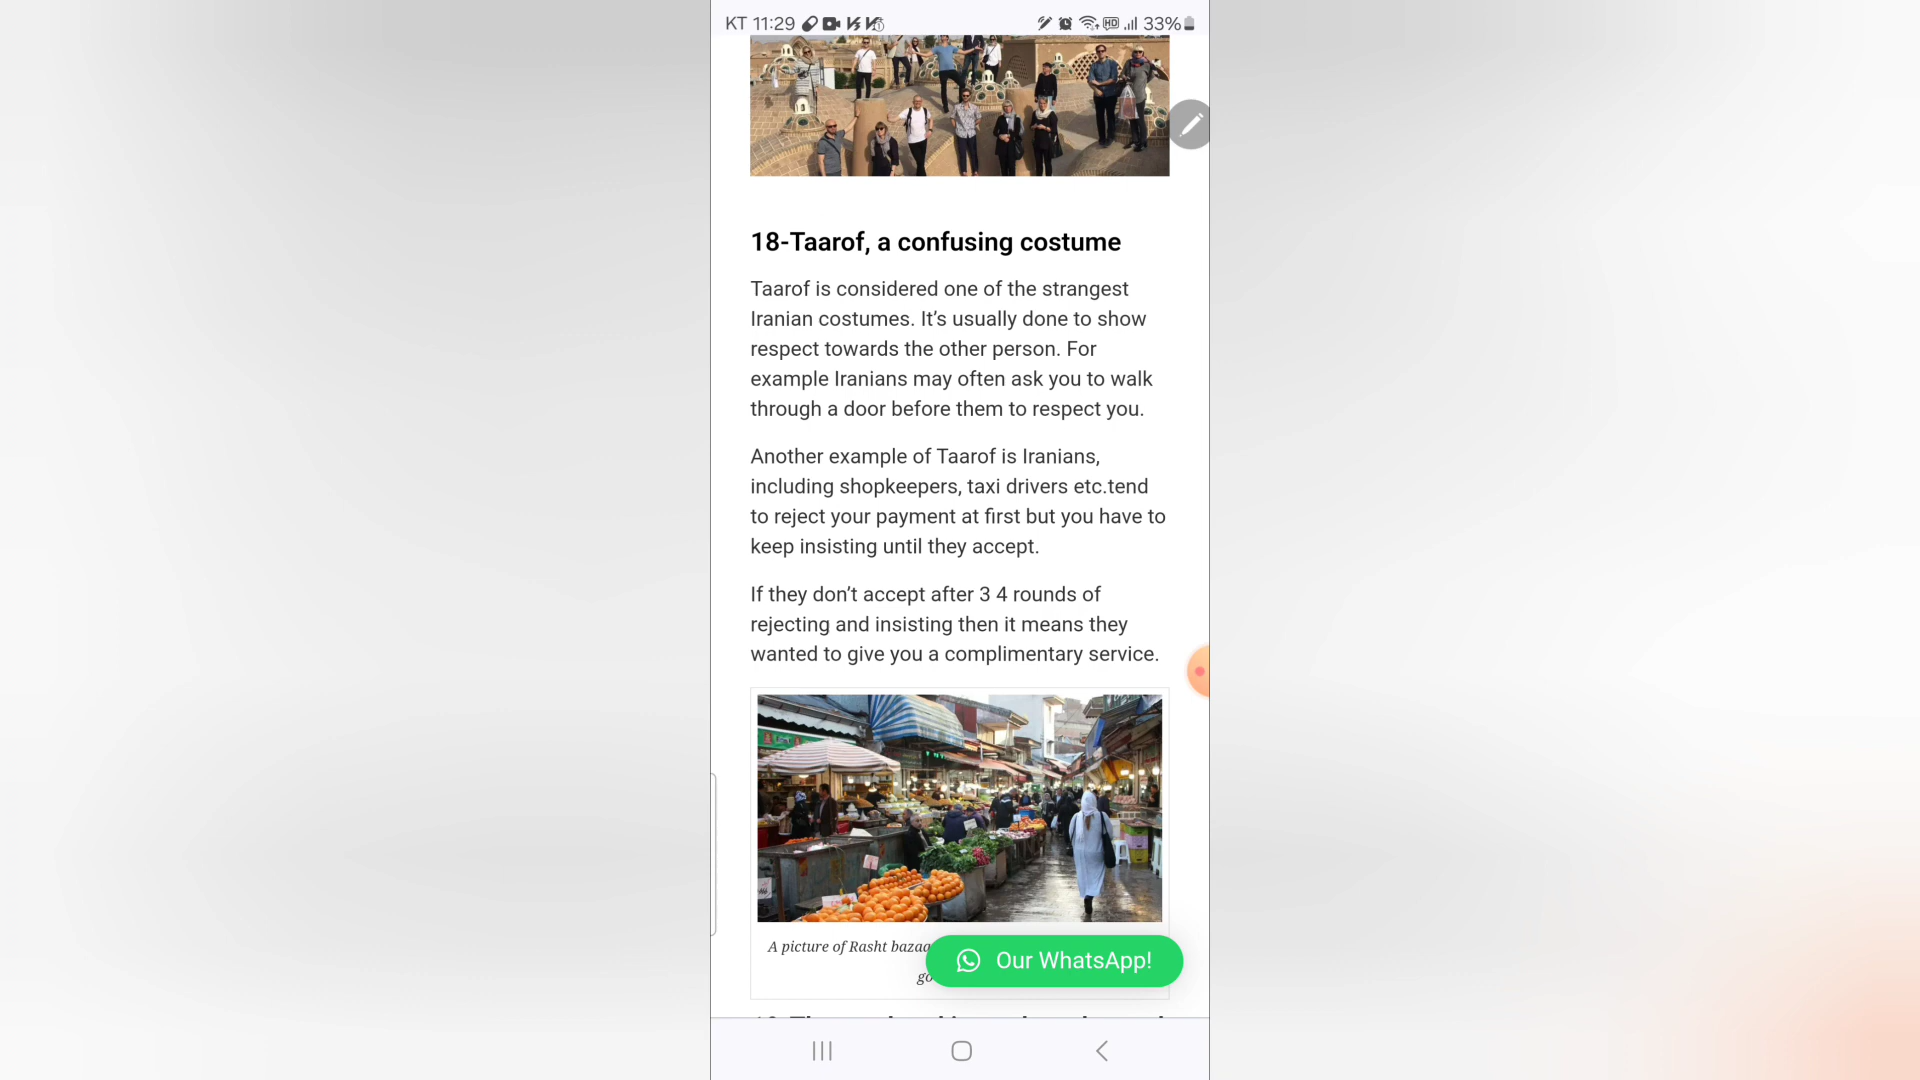 KT 11:29
HD 33%
18-Taarof, a confusing costume
Taarof is considered one of the strangest
Iranian costumes. It’s usually done to show
respect towards the other person. For
example Iranians may often ask you to walk
through a door before them to respect you.
Another example of Taarof is Iranians,
including shopkeepers, taxi drivers etc.tend
to reject your payment at first but you have to
keep insisting until they accept.
If they don’t accept after 3 4 rounds of
rejecting and insisting then it means they
wanted to give you a complimentary service.
A picture of Rasht
Our WhatsApp!